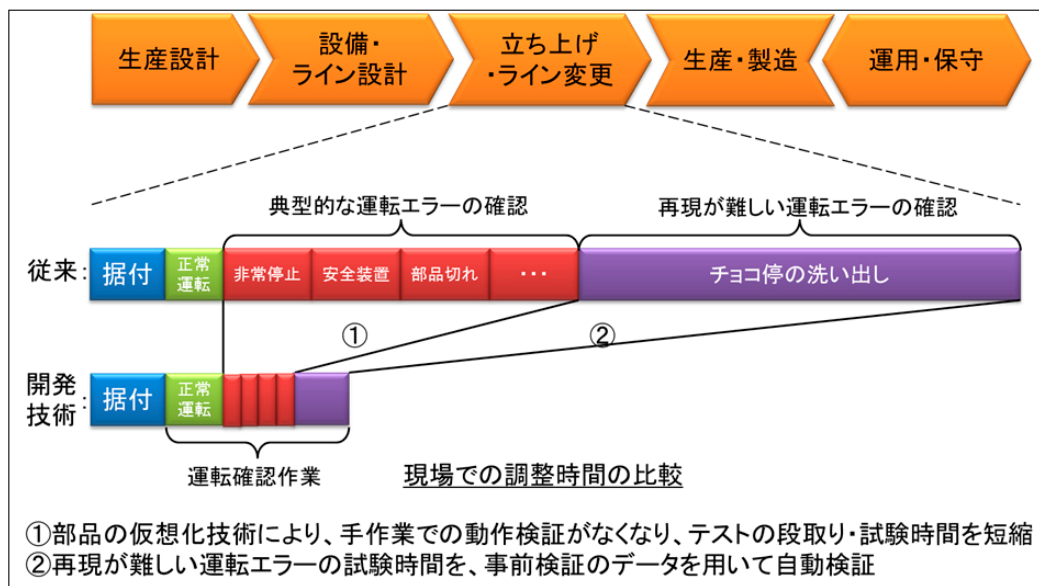 生産設計
設備・
ライン設計
立ち上げ
・ライン変更
生産・製造
運用・保守
典型的な運転エラーの確認
再現が難しい運転エラーの確認
従来:
据付
正常
運転
非常停止
安全装置
部品切れ
・・・
チョコ停の洗い出し
①
②
開発
技術:
据付
正常
運転
運転確認作業
現場での調整時間の比較
①部品の仮想化技術により、手作業での動作検証がなくなり、テストの段取り・試験時間を短縮
②再現が難しい運転エラーの試験時間を、事前検証のデータを用いて自動検証